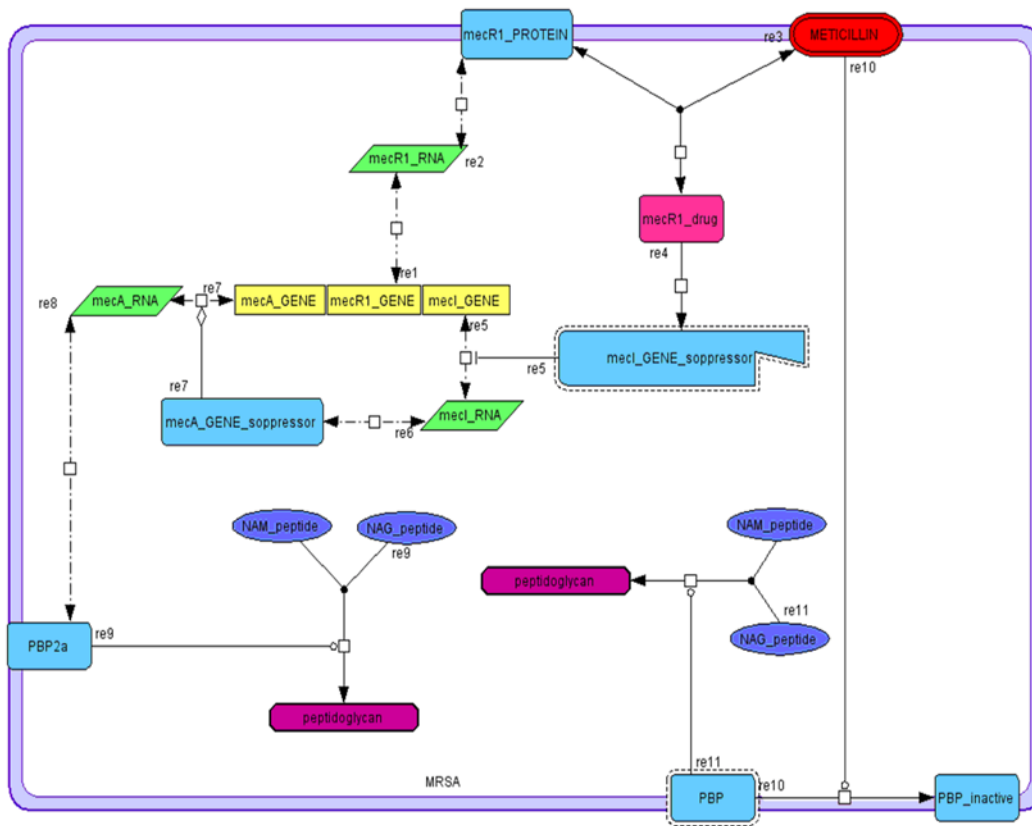 mecR1_PROTEIN
re3
METICILLIN
re10
mecR1_RNA
re2
mecR1_drug
re4
re1
re8
mecA_RNA
re7
mecA_GENE
mecR1_GENE
mecI_GENE
re5
re5
mecI_GENE_soppressor
re7
mecA_GENE_soppressor
re6
mecI_RNA
NAM_peptide
NAG_peptide
re9
NAM_peptide
peptidoglycan
re11
NAG_peptide
PBP2a
re9
peptidoglycan
MRSA
re11
PBP
re10
PBP_inactive